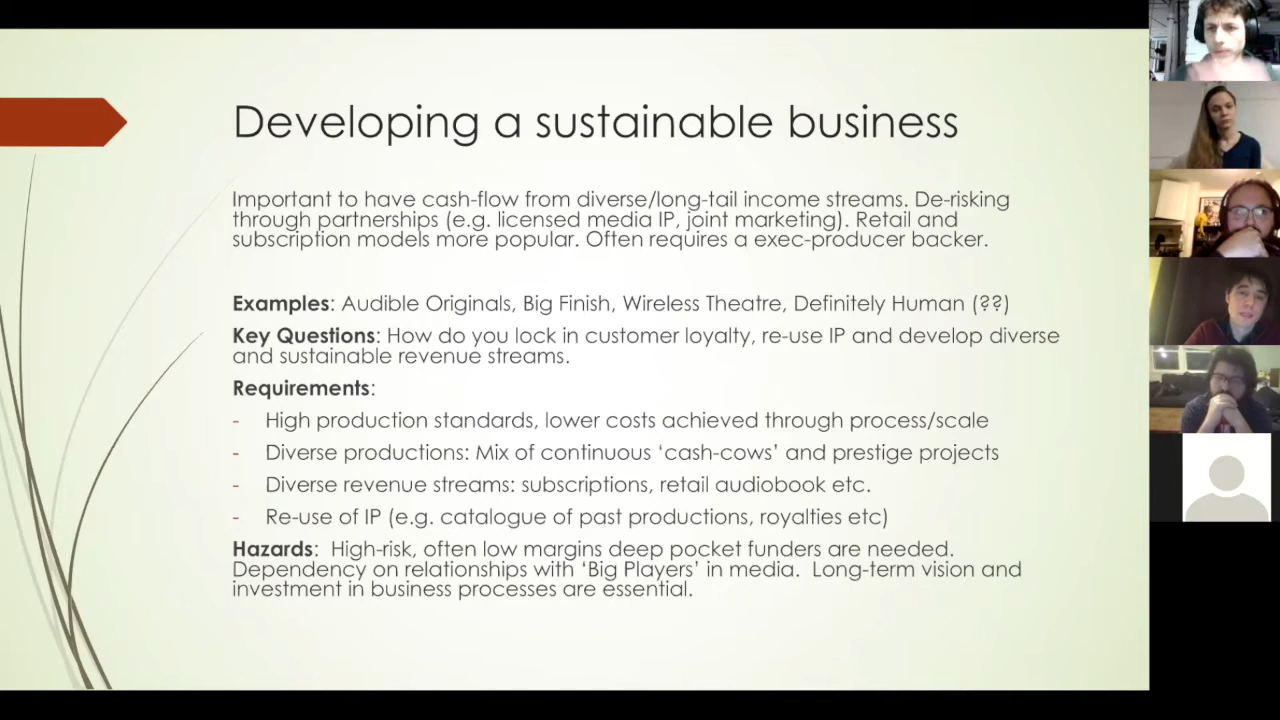 Developing a sustainable business
Important to have cash-flow from diverse/long-tail income streams. De-risking
through partnerships (e.g. licensed media IP, joint marketing). Retail and
subscription models more popular. Often requires a exec-producer backer.
Examples: Audible Originals, Big Finish, Wireless Theatre, Definitely Human (??)
Key Questions: How do you lock in customer loyalty, re-use IP and develop diverse
and sustainable revenue streams.
Requirements:
- High production standards, lower costs achieved through process/scale
- Diverse productions: Mix of continuous ‘cash-cows’ and prestige projects
- Diverse revenue streams: subscriptions, retail audiobook etc.
- Re-use of IP (e.g. catalogue of past productions, royalties etc)
Hazards: High-risk, often low margins deep pocket funders are needed.
Dependency on relationships with ‘Big Players’ in media. Long-term vision and
investment in business processes are essential.